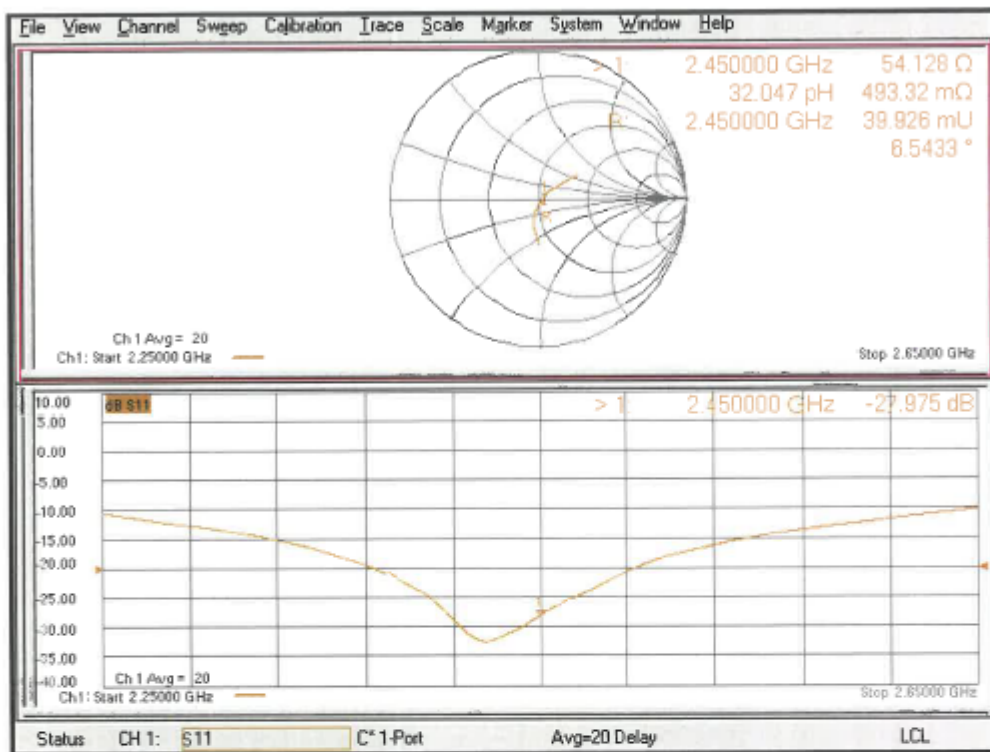 File View Channel Sweep Calibration Trace Scale Marker System Window Help
> 1: 2.450000 GHz 54.128 Ω
32.047 pH 493.32 mΩ
R: 2.450000 GHz 39.926 mU
6.5433 °
Ch 1 Avg = 20
Ch1: Start 2.25000 GHz Stop 2.65000 GHz
10.00 dB S11 > 1: 2.450000 GHz -27.975 dB
5.00
0.00
-5.00
-10.00
-15.00
-20.00
-25.00
-30.00
-35.00
-40.00 Ch 1 Avg = 20
Ch1: Start 2.25000 GHz Stop 2.65000 GHz
Status CH 1: S11 C* 1-Port Avg=20 Delay LCL